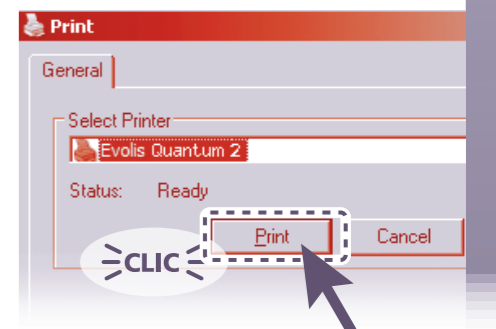 Print
General
Select Printer
Evolis Quantum 2
Status: Ready
Print Cancel
CLIC